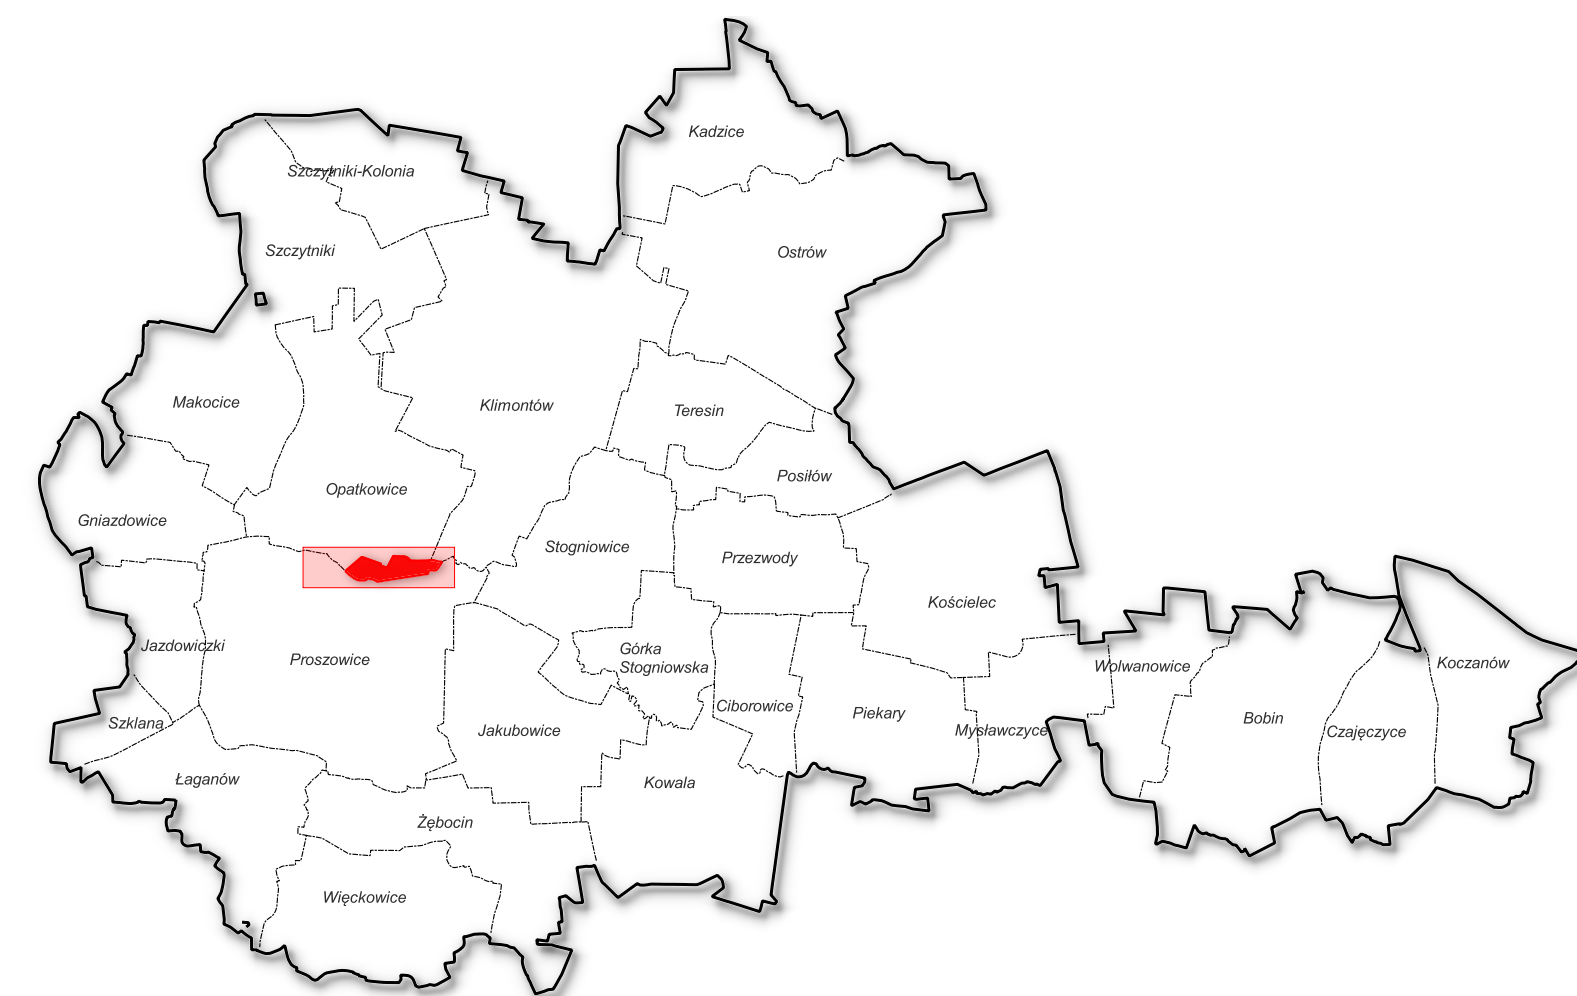 Kadzice
Szczytniki-Kolonia
Szczytniki
Ostrów
Makocice
Klimontów
Teresin
Posiłów
Opatkowice
Gniazdowice
Stogniowice
Przezwody
Kościelec
Jazdowiczki
Proszowice
Górka
Stogniowska
Wolwanowice
Koczanów
Szklana
Ciborowice
Piekary
Bobin
Jakubowice
Mysławczyce
Czajęczyce
Łaganów
Kowala
Żębocin
Więckowice